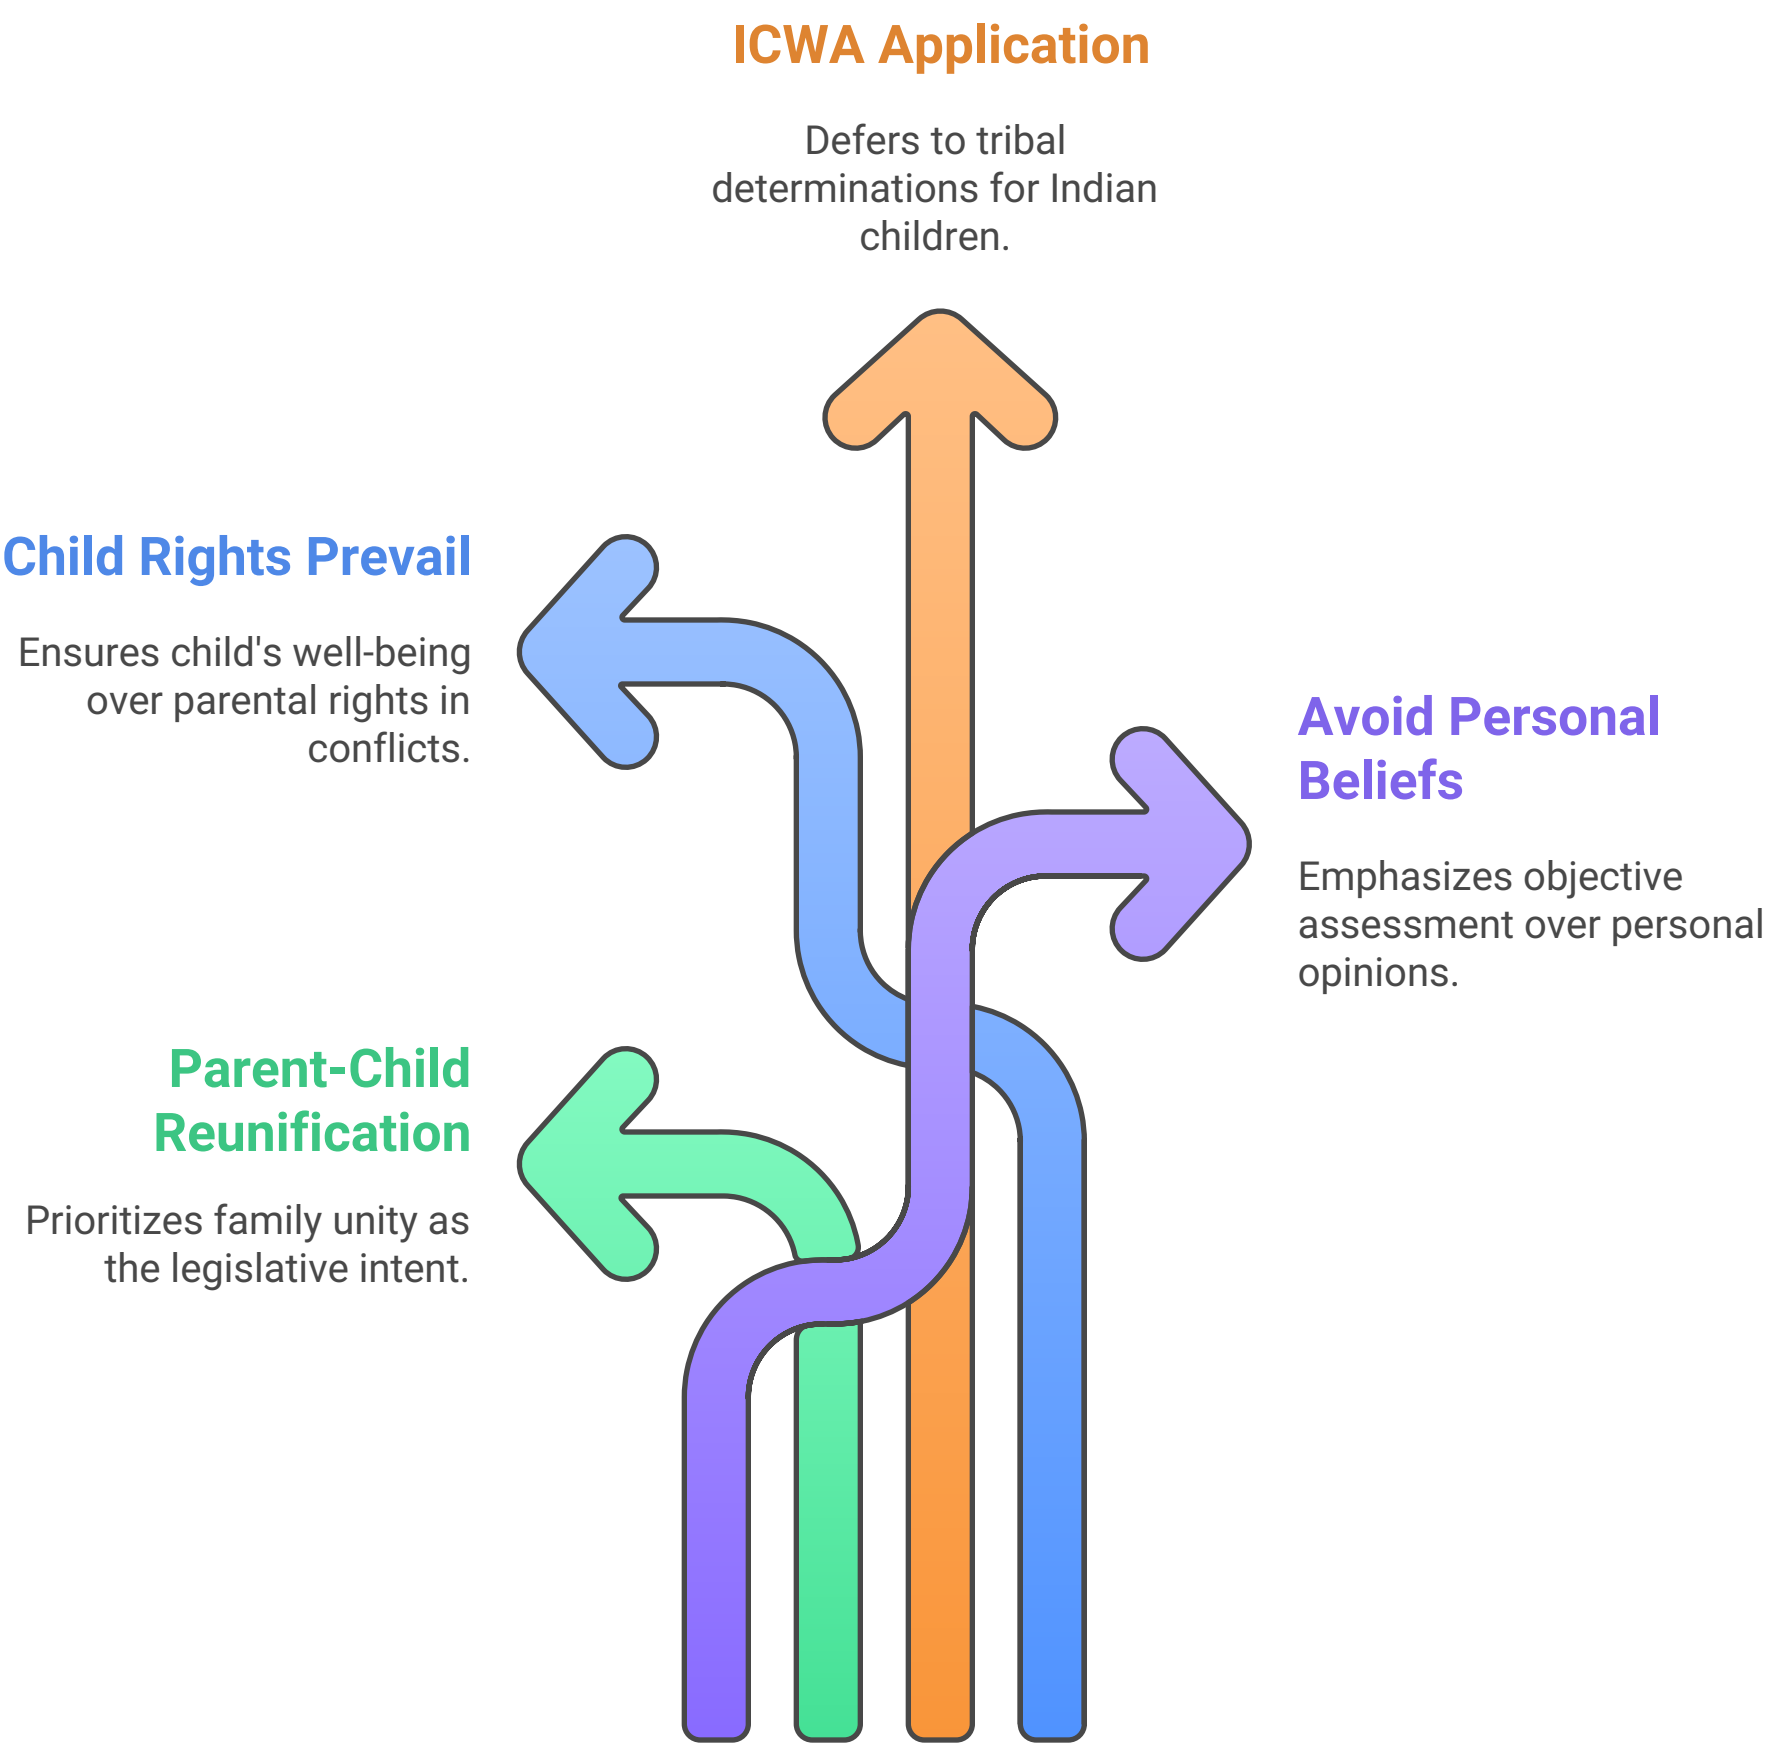 ICWA Application
Defers to tribal
determinations for Indian
children.
Child Rights Prevail
Ensures child's well-being
over parental rights in
conflicts.
Avoid Personal
Beliefs
Emphasizes objective
assessment over personal
opinions.
Parent-Child
Reunification
Prioritizes family unity as
the legislative intent.